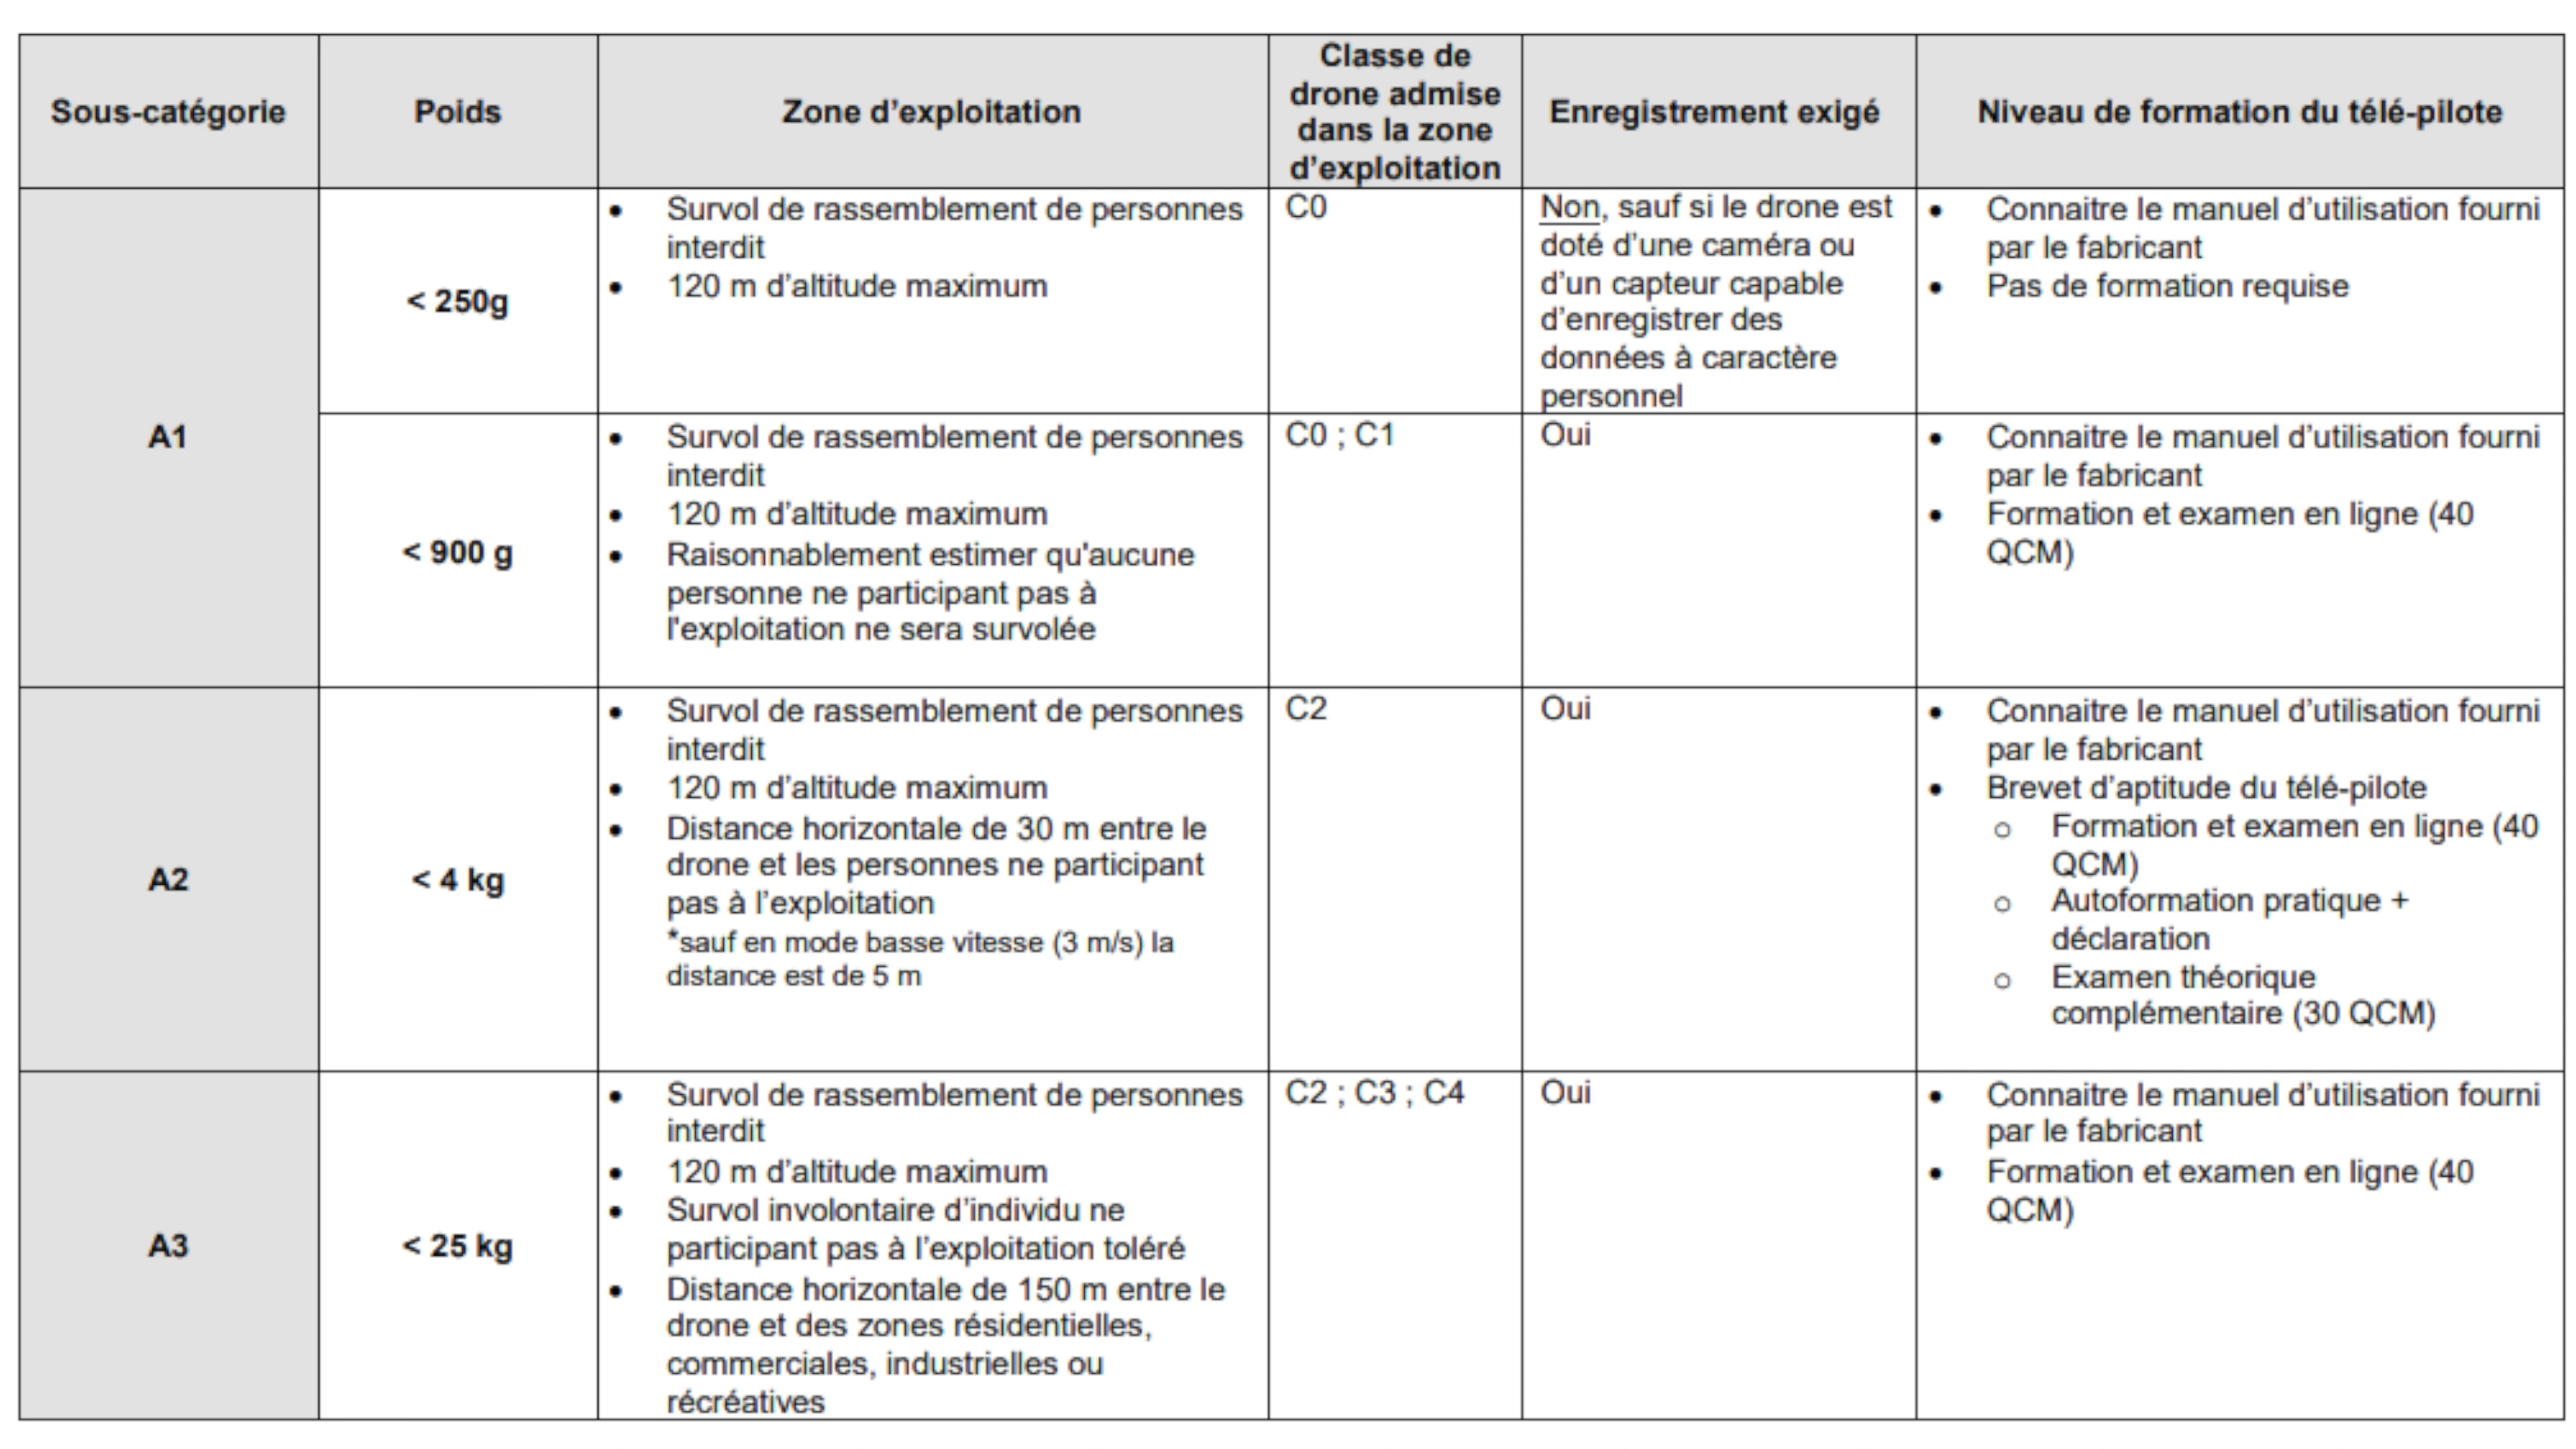 Sous-catégorie
Poids
Zone d'exploitation
Classe de
drone admise
dans la zone
d'exploitation
Enregistrement exigé
Niveau de formation du télé-pilote
A1
< 250g
• Survol de rassemblement de personnes
interdit
• 120 m d'altitude maximum
C0
Non, sauf si le drone est
doté d'une caméra ou
d'un capteur capable
d'enregistrer des
données à caractère
personnel
• Connaitre le manuel d'utilisation fourni
par le fabricant
• Pas de formation requise
< 900 g
• Survol de rassemblement de personnes
interdit
• 120 m d'altitude maximum
• Raisonnablement estimer qu'aucune
personne ne participant pas à
l'exploitation ne sera survolée
C0 ; C1
Oui
• Connaitre le manuel d'utilisation fourni
par le fabricant
• Formation et examen en ligne (40
QCM)
A2
< 4 kg
• Survol de rassemblement de personnes
interdit
• 120 m d'altitude maximum
• Distance horizontale de 30 m entre le
drone et les personnes ne participant
pas à l'exploitation
*sauf en mode basse vitesse (3 m/s) la
distance est de 5 m
C2
Oui
• Connaitre le manuel d'utilisation fourni
par le fabricant
• Brevet d'aptitude du télé-pilote
o Formation et examen en ligne (40
QCM)
o Autoformation pratique +
déclaration
o Examen théorique
complémentaire (30 QCM)
A3
< 25 kg
• Survol de rassemblement de personnes
interdit
• 120 m d'altitude maximum
• Survol involontaire d'individu ne
participant pas à l'exploitation toléré
• Distance horizontale de 150 m entre le
drone et des zones résidentielles,
commerciales, industrielles ou
récréatives
C2 ; C3 ; C4
Oui
• Connaitre le manuel d'utilisation fourni
par le fabricant
• Formation et examen en ligne (40
QCM)